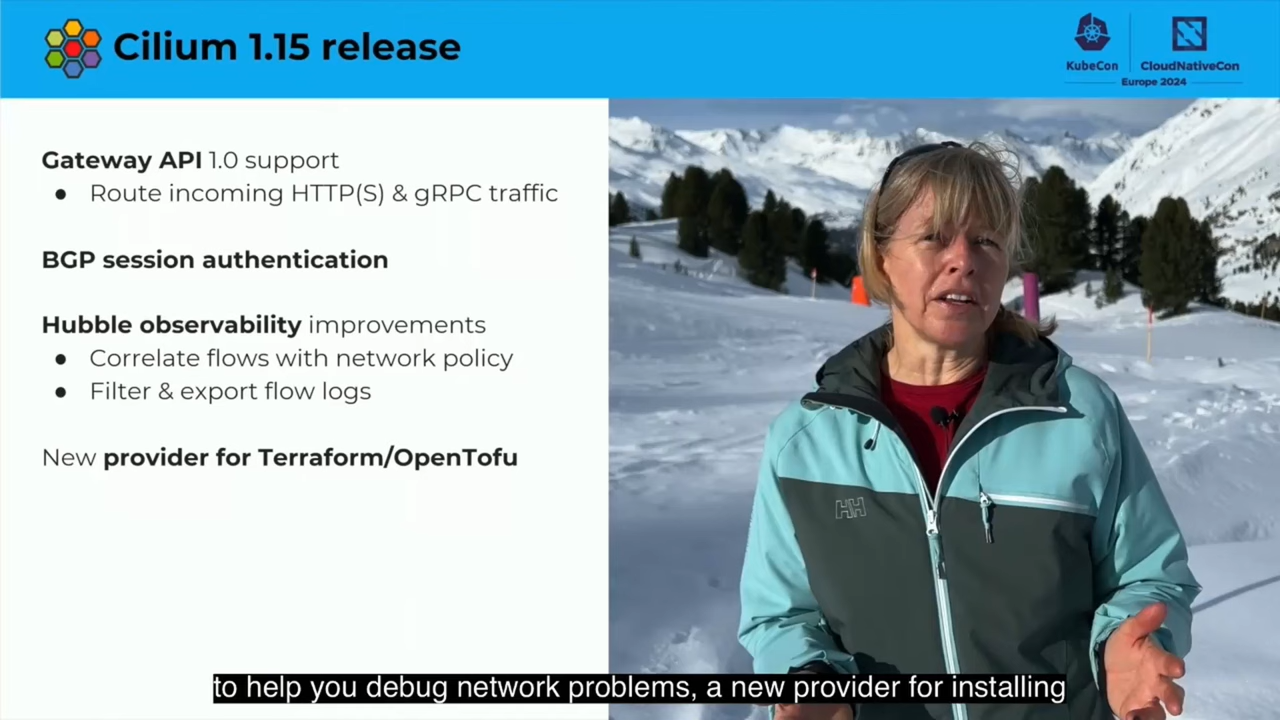 Cilium 1.15 release
KubeCon
CloudNativeCon
Europe 2024
Gateway API 1.0 support
● Route incoming HTTP(S) & gRPC traffic
BGP session authentication
Hubble observability improvements
● Correlate flows with network policy
● Filter & export flow logs
New provider for Terraform/OpenTofu
HH
to help you debug network problems, a new provider for installing